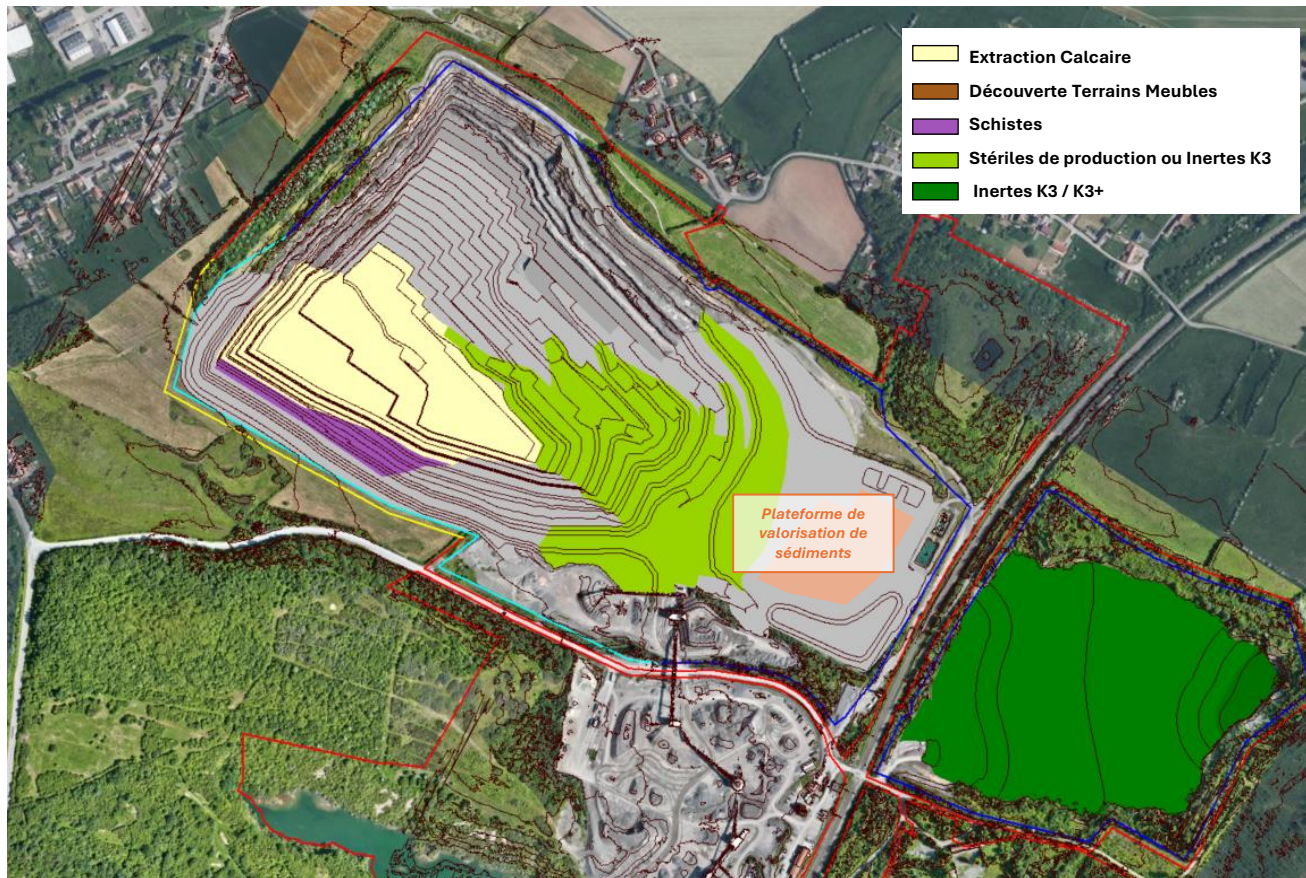 Extraction Calcaire
Découverte Terrains Meubles
Schistes
Stériles de production ou Inertes K3
Inertes K3 / K3+
Plateforme de
valorisation de
sédiments